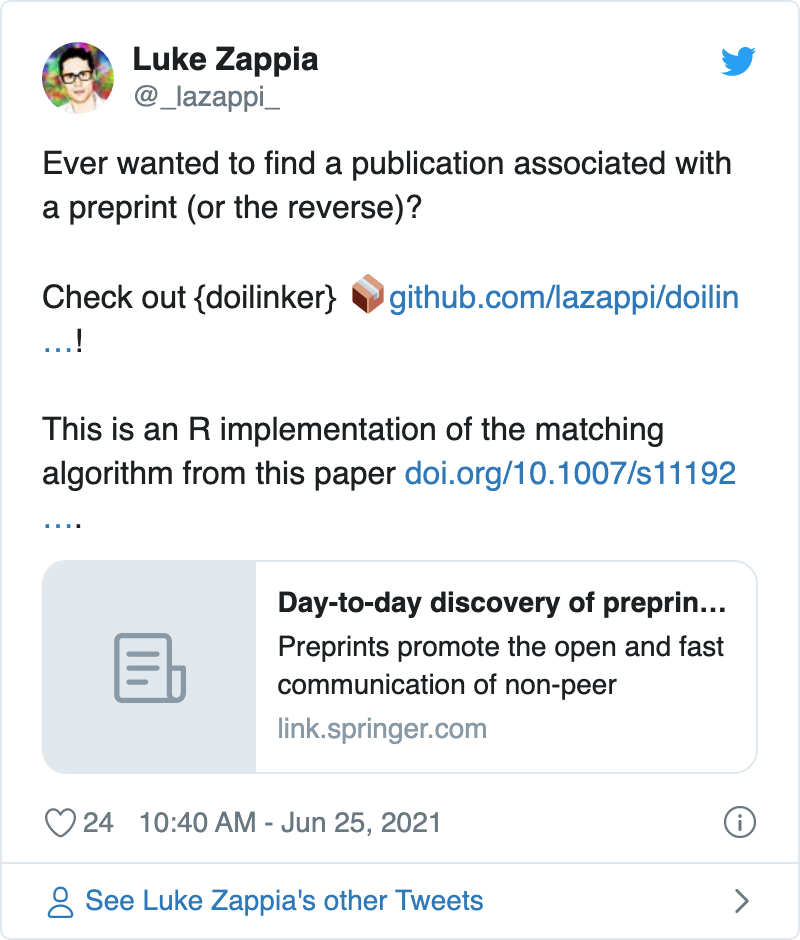 Luke Zappia
@_lazappi_
Ever wanted to find a publication associated with
a preprint (or the reverse)?
Check out {doilinker} 📦github.com/lazappi/doilin
…!
This is an R implementation of the matching
algorithm from this paper doi.org/10.1007/s11192
….
Day-to-day discovery of preprin…
Preprints promote the open and fast
communication of non-peer
link.springer.com
24 10:40 AM - Jun 25, 2021
See Luke Zappia's other Tweets